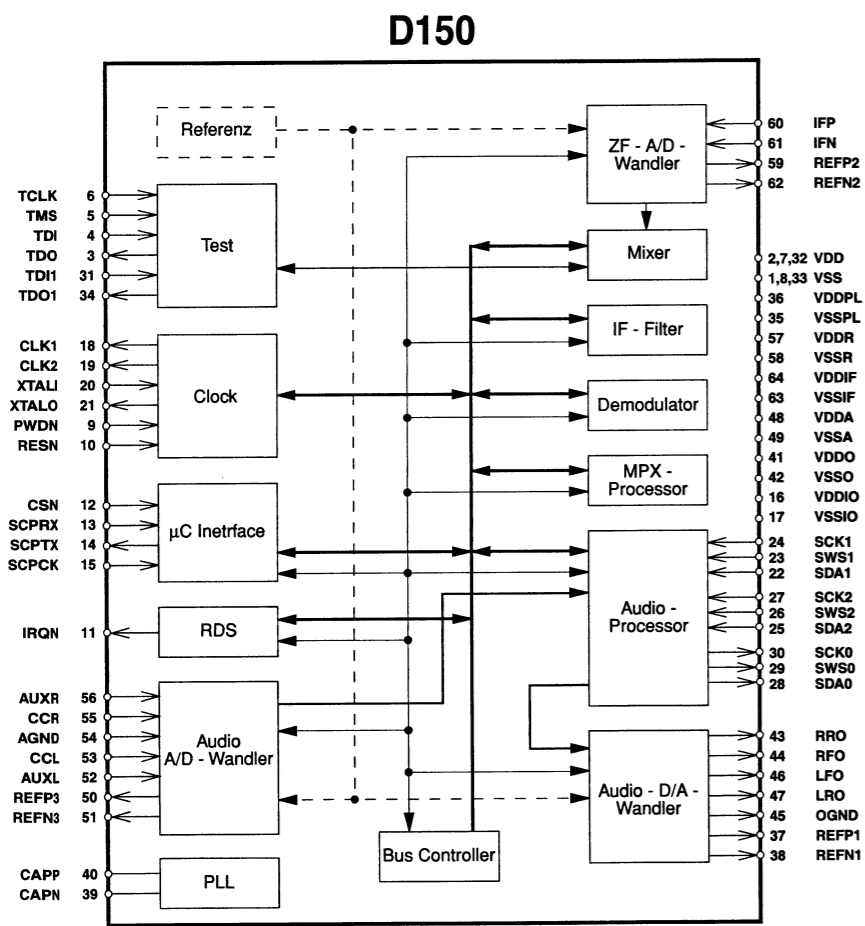 D150
Referenz
ZF - A/D -
Wandler
60 IFP
61 IFN
59 REFP2
62 REFN2
TCLK 6
TMS 5
TDI 4
TDO 3
TDI1 31
TDO1 34
Test
Mixer
2,7,32 VDD
1,8,33 VSS
36 VDDPL
35 VSSPL
57 VDDR
58 VSSR
64 VDDIF
63 VSSIF
48 VDDA
49 VSSA
41 VDDO
42 VSSO
16 VDDIO
17 VSSIO
IF - Filter
CLK1 18
CLK2 19
XTALI 20
XTALO 21
PWDN 9
RESN 10
Clock
Demodulator
MPX -
Processor
CSN 12
SCPRX 13
SCPTX 14
SCPCK 15
µC Inetrface
24 SCK1
23 SWS1
22 SDA1
27 SCK2
26 SWS2
25 SDA2
30 SCK0
29 SWS0
28 SDA0
Audio -
Processor
IRQN 11
RDS
AUXR 56
CCR 55
AGND 54
CCL 53
AUXL 52
REFP3 50
REFN3 51
Audio
A/D - Wandler
Audio - D/A -
Wandler
43 RRO
44 RFO
46 LFO
47 LRO
45 OGND
37 REFP1
38 REFN1
Bus Controller
CAPP 40
CAPN 39
PLL